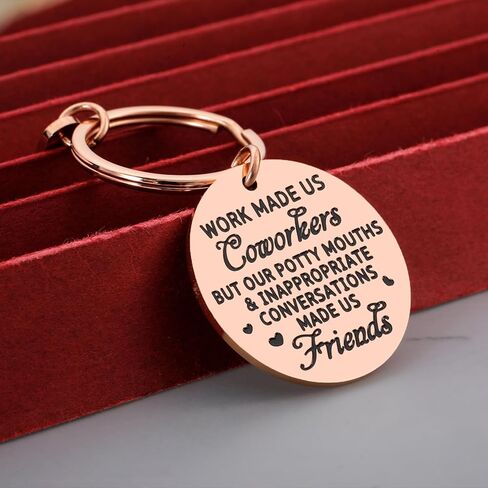 WORK MADE US
Coworkers
BUT OUR POTTY MOUTHS
& INAPPROPRIATE
CONVERSATIONS
MADE US
Friends